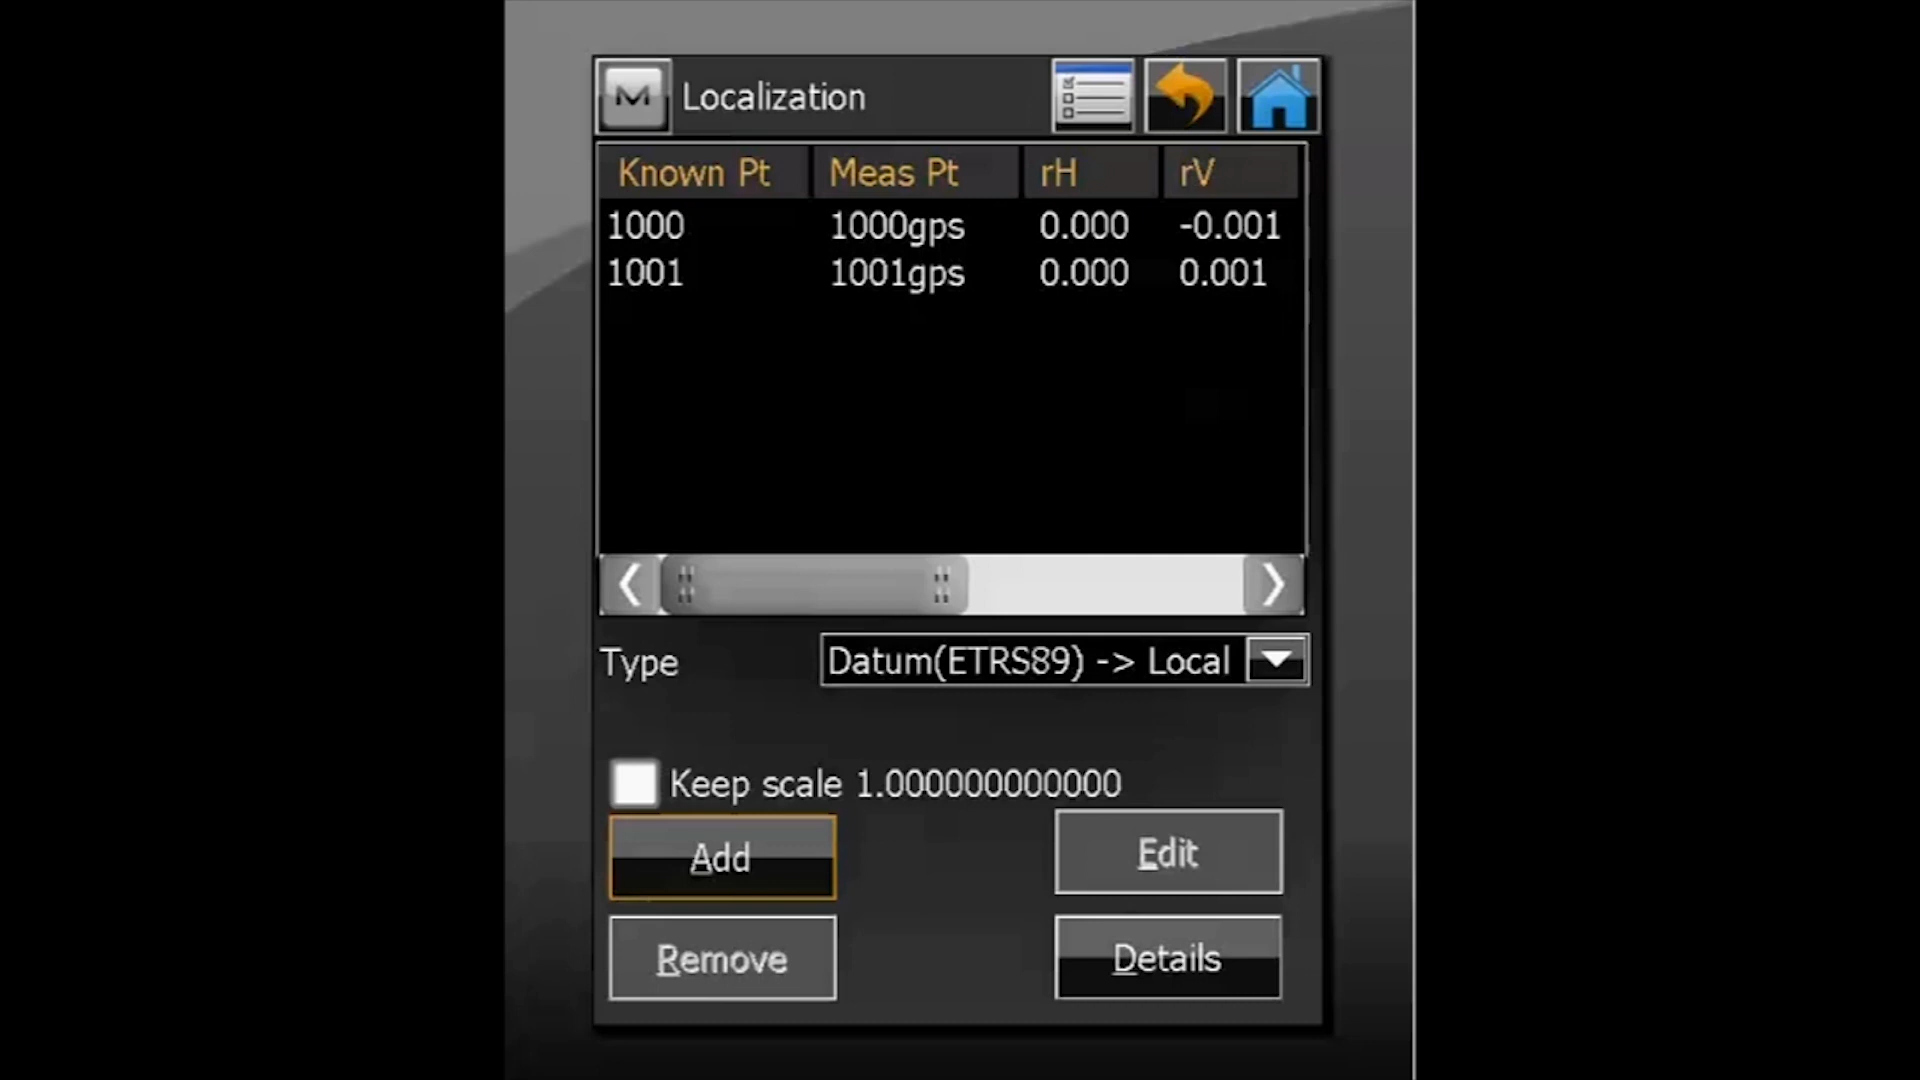 M Localization
Known Pt Meas Pt rH rV
1000 1000gps 0.000 -0.001
1001 1001gps 0.000 0.001
Type Datum(ETRS89) -> Local
Keep scale 1.000000000000
Add Edit
Remove Details